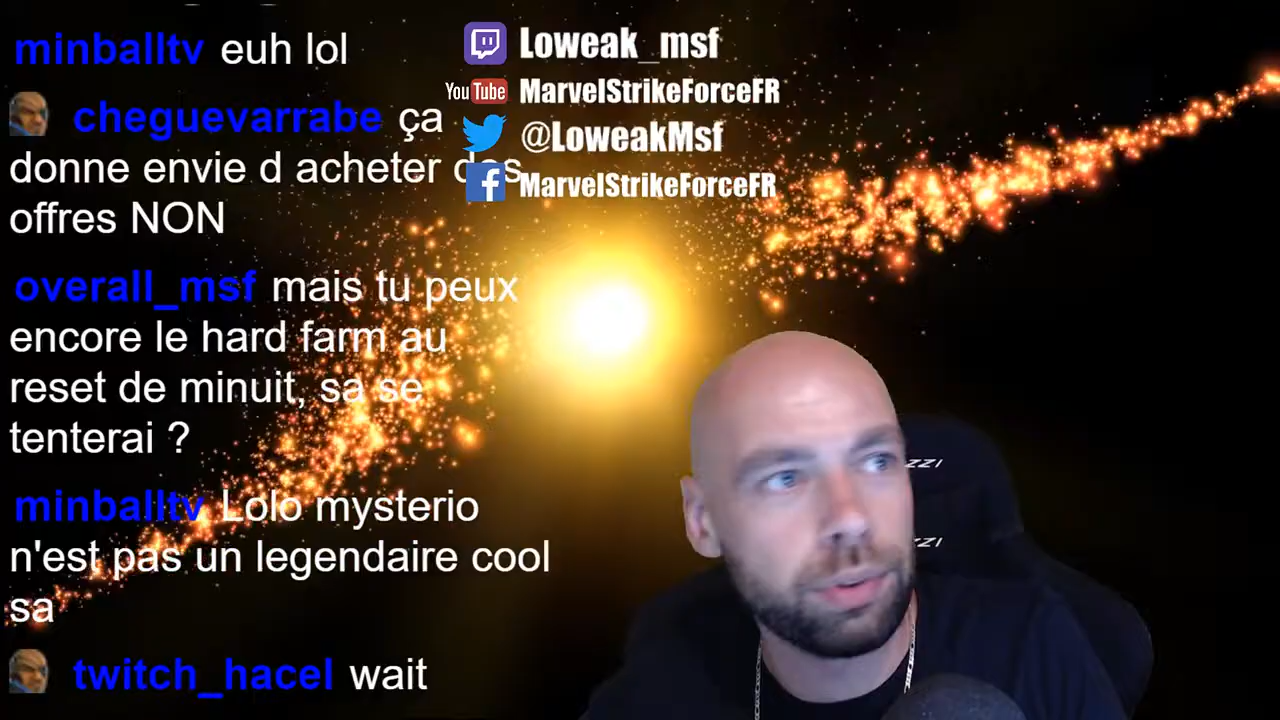 minballtv euh lol
cheguevarrabe ça
donne envie d acheter des
offres NON
overall_msf mais tu peux
encore le hard farm au
reset de minuit, sa se
tenterai ?
minballtv Lolo mysterio
n'est pas un legendaire cool
sa
twitch_hacel wait
Loweak_msf
YouTube MarvelStrikeForceFR
@LoweakMsf
MarvelStrikeForceFR